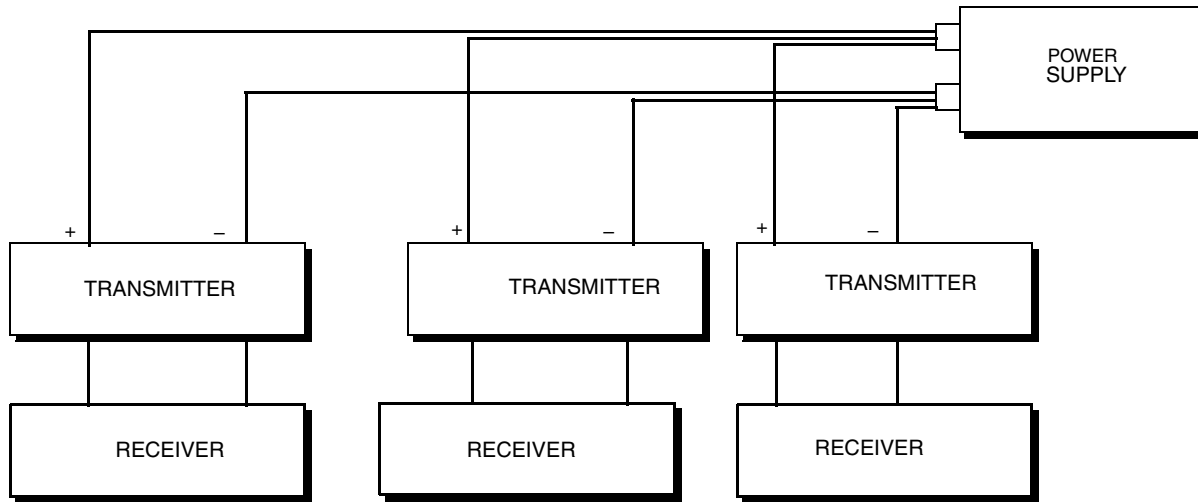 POWER
SUPPLY
+ – + – + –
TRANSMITTER TRANSMITTER TRANSMITTER
RECEIVER RECEIVER RECEIVER